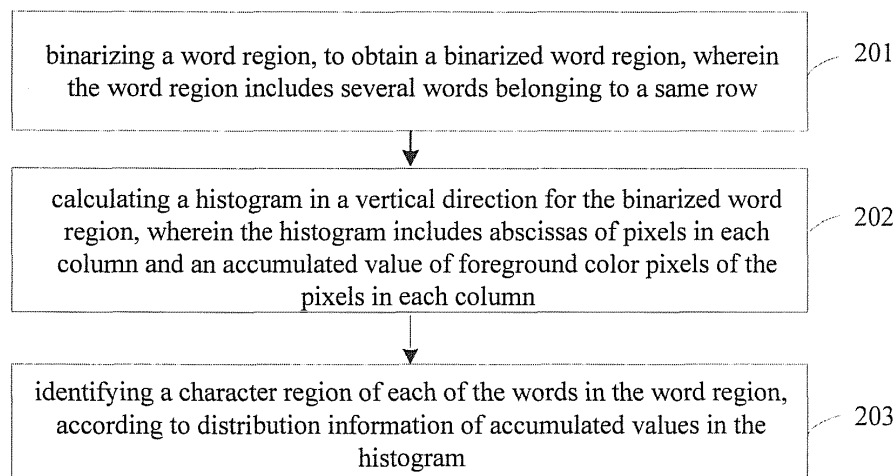 binarizing a word region, to obtain a binarized word region, wherein
the word region includes several words belonging to a same row
201
calculating a histogram in a vertical direction for the binarized word
region, wherein the histogram includes abscissas of pixels in each
column and an accumulated value of foreground color pixels of the
pixels in each column
202
identifying a character region of each of the words in the word region,
according to distribution information of accumulated values in the
histogram
203